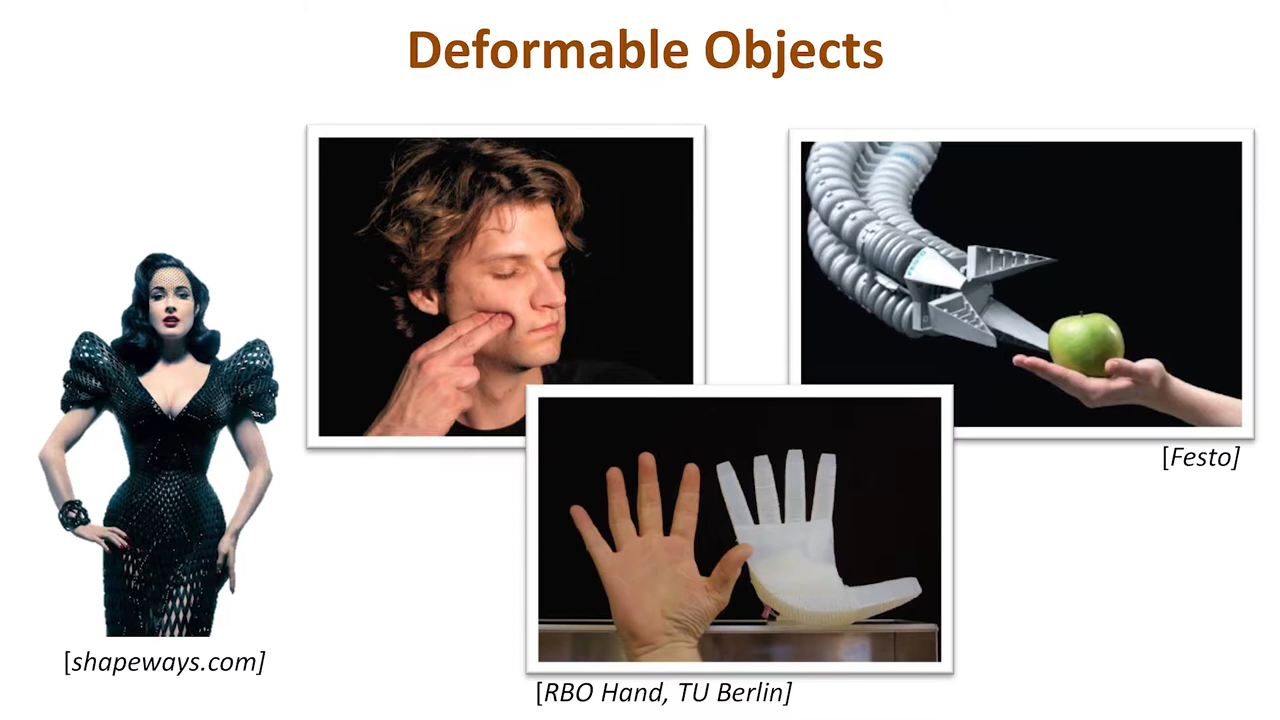 Deformable Objects
[Festo]
[shapeways.com]
[RBO Hand, TU Berlin]